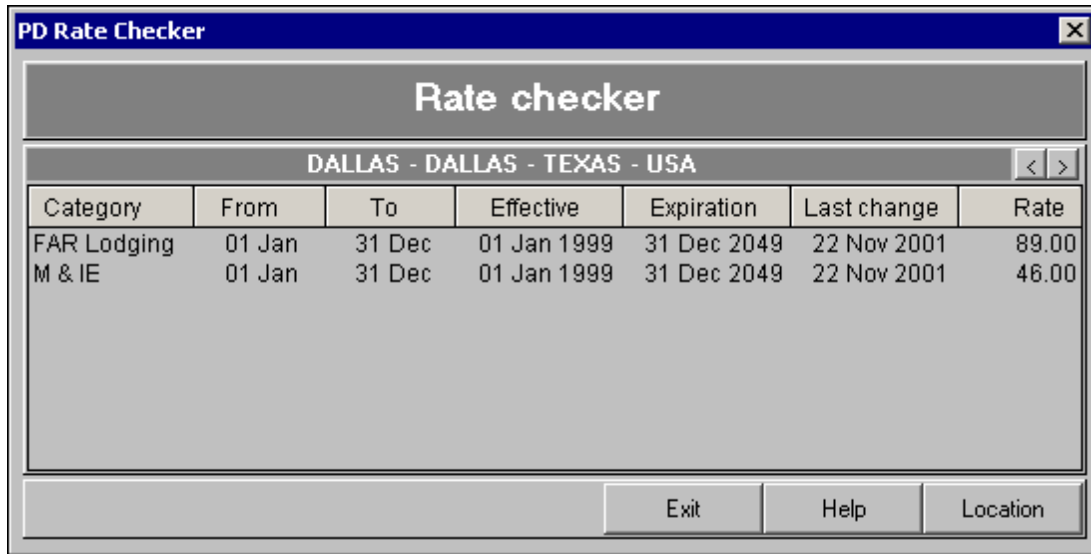 PD Rate Checker
Rate checker
DALLAS - DALLAS - TEXAS - USA < >
Category From To Effective Expiration Last change Rate
FAR Lodging 01 Jan 31 Dec 01 Jan 1999 31 Dec 2049 22 Nov 2001 89.00
M & IE 01 Jan 31 Dec 01 Jan 1999 31 Dec 2049 22 Nov 2001 46.00
Exit Help Location